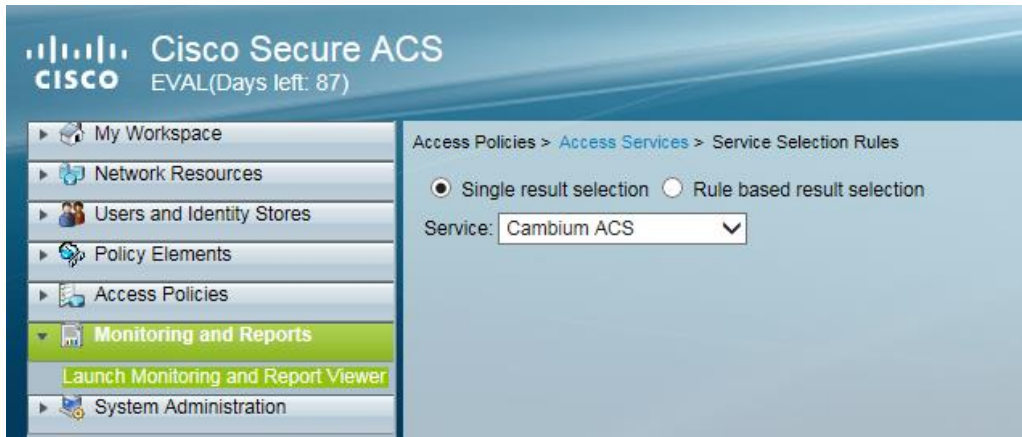 CISCO
Cisco Secure ACS
EVAL(Days left: 87)
My Workspace
Network Resources
Users and Identity Stores
Policy Elements
Access Policies
Monitoring and Reports
Launch Monitoring and Report Viewer
System Administration
Access Policies > Access Services > Service Selection Rules
Single result selection Rule based result selection
Service: Cambium ACS